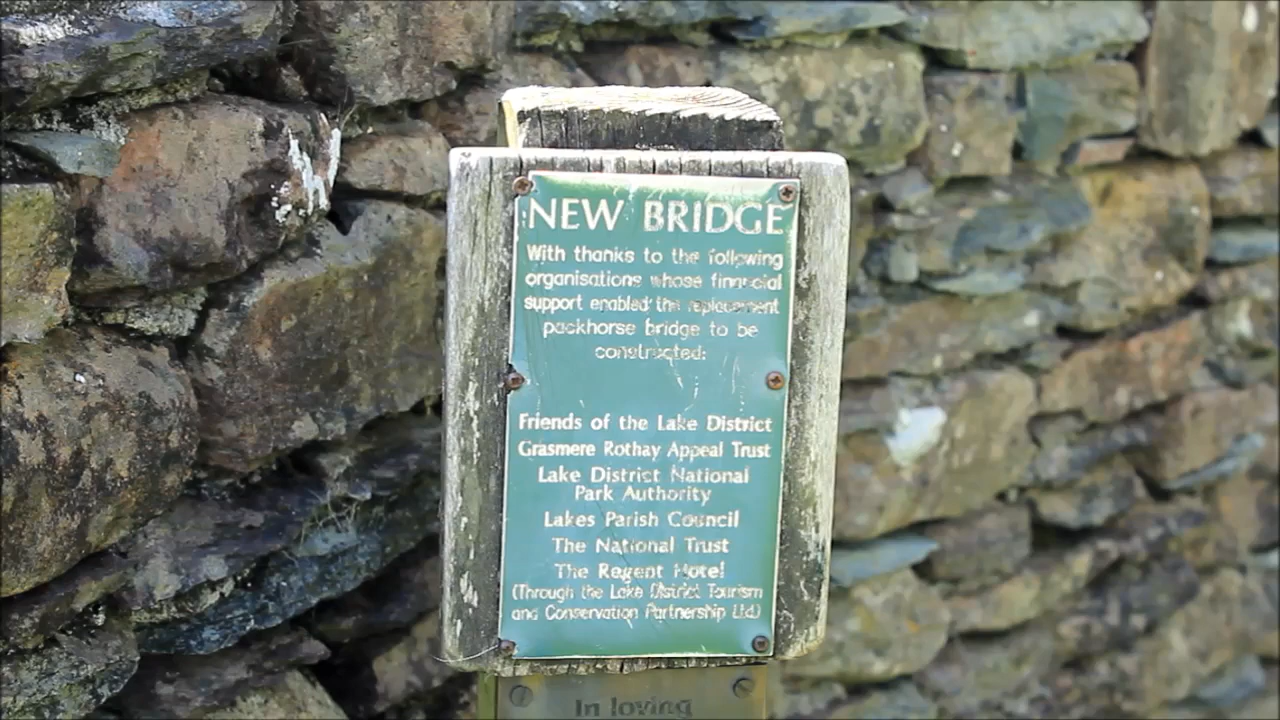 NEW BRIDGE
With thanks to the following
organisations whose financial
support enabled the replacement
packhorse bridge to be
constructed:
Friends of the Lake District
Grasmere Rothay Appeal Trust
Lake District National
Park Authority
Lakes Parish Council
The National Trust
The Regent Hotel
(Through the Lake District Tourism
and Conservation Partnership Ltd)
In loving